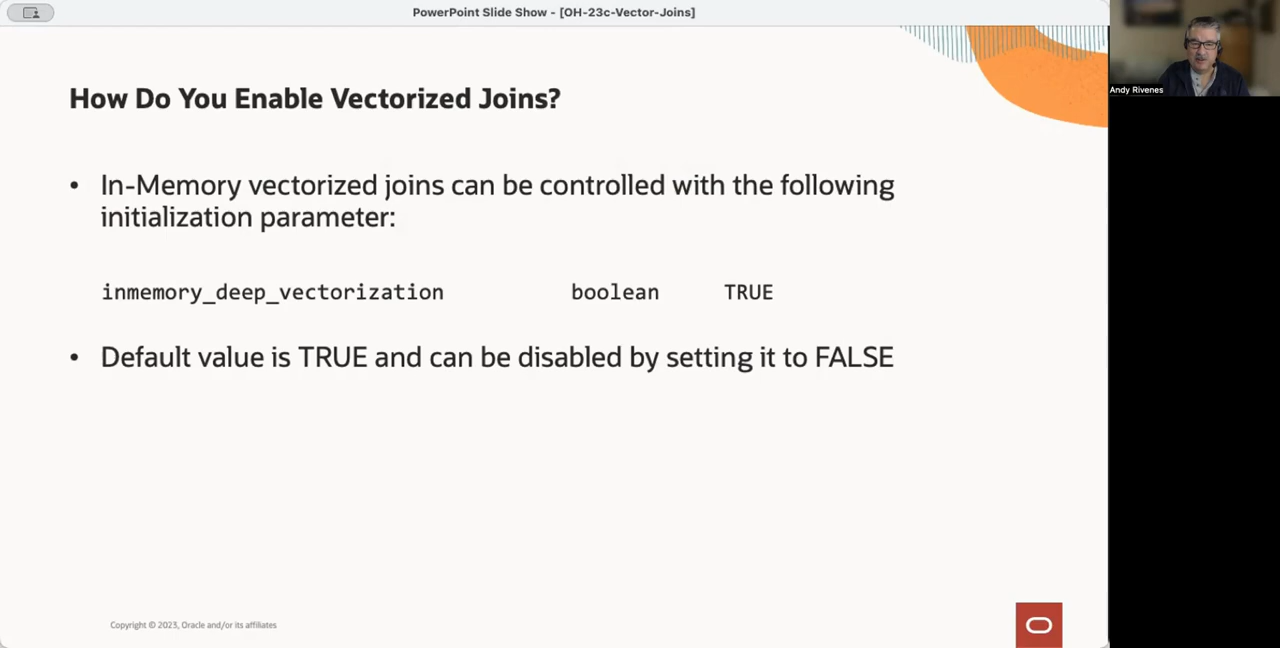 PowerPoint Slide Show - [OH-23c-Vector-Joins]
Andy Rivenes
How Do You Enable Vectorized Joins?
• In-Memory vectorized joins can be controlled with the following
initialization parameter:
inmemory_deep_vectorization boolean TRUE
• Default value is TRUE and can be disabled by setting it to FALSE
Copyright © 2023, Oracle and/or its affiliates